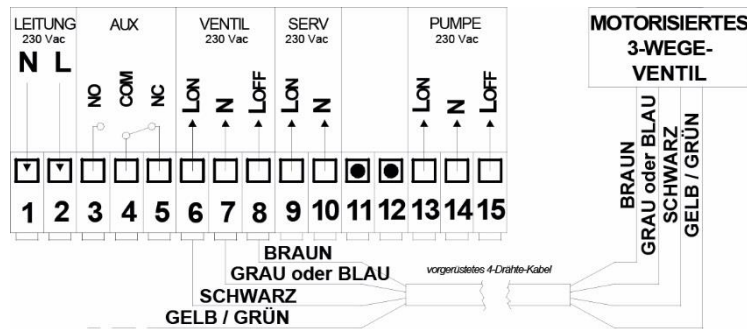 LEITUNG AUX VENTIL SERV PUMPE
230 Vac 230 Vac 230 Vac 230 Vac
N L NO COM NC LON N LOFF LON N LON N LOFF
1 2 3 4 5 6 7 8 9 10 11 12 13 14 15
MOTORISIERTES
3-WEGE-
VENTIL
BRAUN
GRAU oder BLAU
SCHWARZ
GELB / GRÜN
BRAUN
GRAU oder BLAU
SCHWARZ
GELB / GRÜN
vorgerüstetes 4-Drähte-Kabel